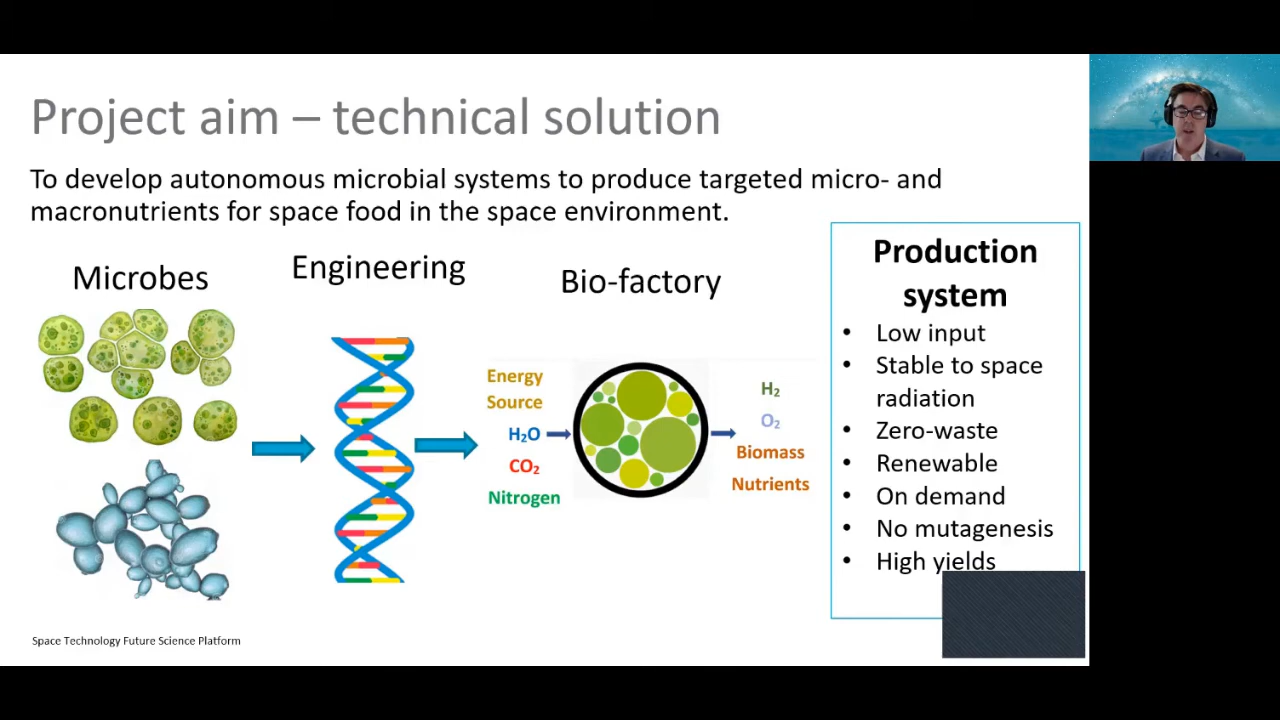 Project aim – technical solution
To develop autonomous microbial systems to produce targeted micro- and
macronutrients for space food in the space environment.
Microbes
Engineering
Bio-factory
Energy
Source
H₂O
CO₂
Nitrogen
H₂
O₂
Biomass
Nutrients
Production
system
• Low input
• Stable to space
radiation
• Zero-waste
• Renewable
• On demand
• No mutagenesis
• High yields
Space Technology Future Science Platform